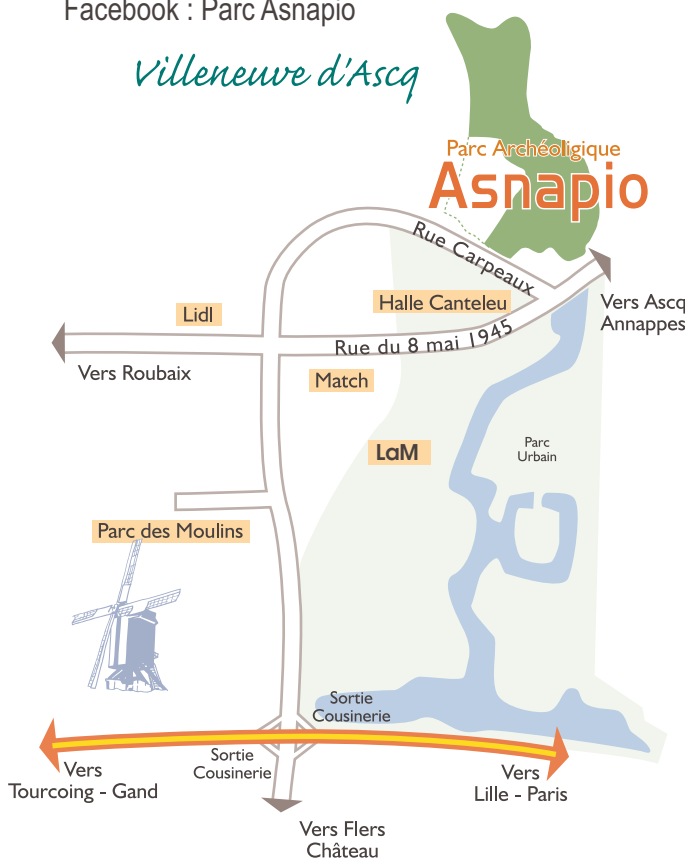 Facebook : Parc Asnapio
Villeneuve d'Ascq
Parc Archéoligique
Asnapio
Rue Carpeaux
Lidl
Halle Canteleu
Vers Ascq
Annappes
Rue du 8 mai 1945
Vers Roubaix
Match
LaM
Parc
Urbain
Parc des Moulins
Sortie
Cousinerie
Sortie
Cousinerie
Vers
Tourcoing - Gand
Vers
Lille - Paris
Vers Flers
Château